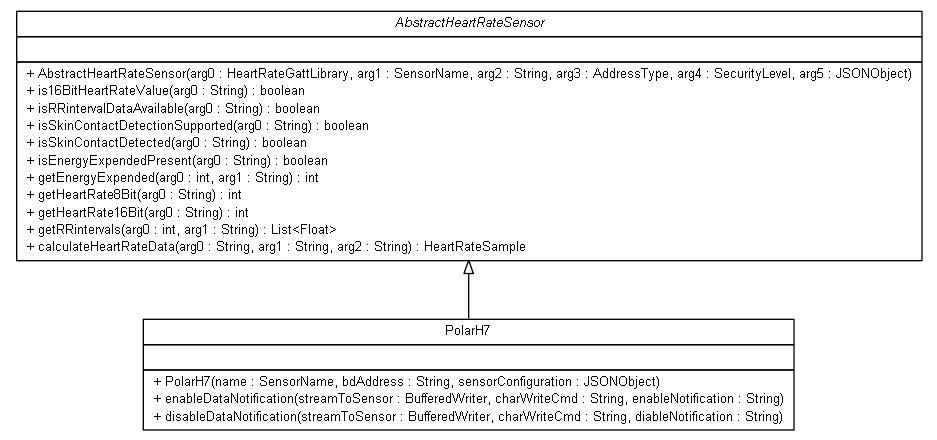 AbstractHeartRateSensor
+ AbstractHeartRateSensor(arg0 : HeartRateGattLibrary, arg1 : SensorName, arg2 : String, arg3 : AddressType, arg4 : SecurityLevel, arg5 : JSONObject)
+ is16BitHeartRateValue(arg0 : String) : boolean
+ isRRintervalDataAvailable(arg0 : String) : boolean
+ isSkinContactDetectionSupported(arg0 : String) : boolean
+ isSkinContactDetected(arg0 : String) : boolean
+ isEnergyExpendedPresent(arg0 : String) : boolean
+ getEnergyExpended(arg0 : int, arg1 : String) : int
+ getHeartRate8Bit(arg0 : String) : int
+ getHeartRate16Bit(arg0 : String) : int
+ getRRintervals(arg0 : int, arg1 : String) : List<Float>
+ calculateHeartRateData(arg0 : String, arg1 : String, arg2 : String) : HeartRateSample
PolarH7
+ PolarH7(name : SensorName, bdAddress : String, sensorConfiguration : JSONObject)
+ enableDataNotification(streamToSensor : BufferedWriter, charWriteCmd : String, enableNotification : String)
+ disableDataNotification(streamToSensor : BufferedWriter, charWriteCmd : String, diableNotification : String)